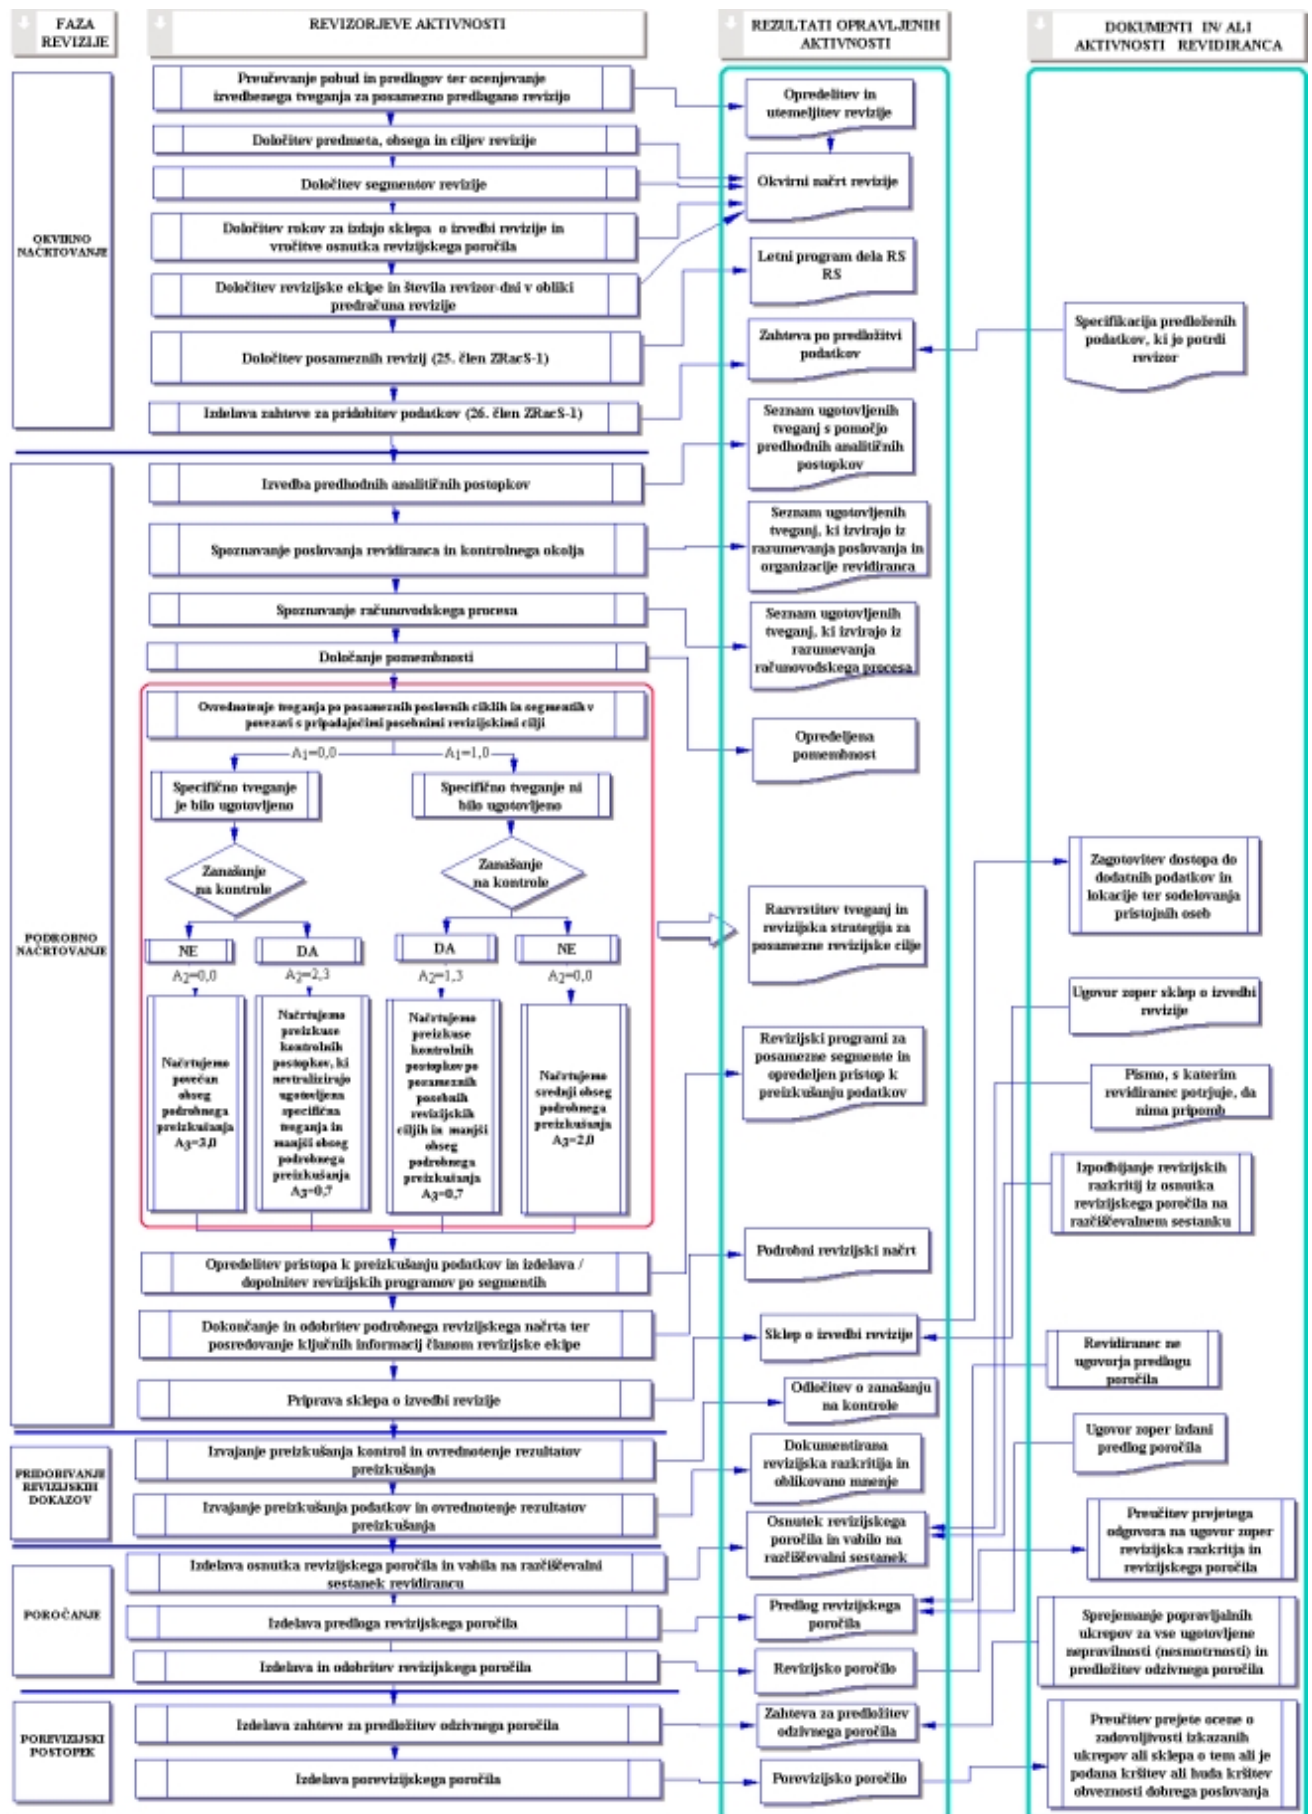 FAZA
REVIZIJE
REVIZORJEVE AKTIVNOSTI
REZULTATI OPRAVLJENIH
AKTIVNOSTI
DOKUMENTI IN/ ALI
AKTIVNOSTI REVIDIRANCA
OKVIRNO
NAČRTOVANJE
Preučevanje pobud in predlogov ter ocenjevanje
izvedbenega tveganja za posamezno predlagano revizijo
Določitev predmeta, obsega in ciljev revizije
Določitev segmentov revizije
Določitev rokov za izdajo sklepa o izvedbi revizije in
vročitve osnutka revizijskega poročila
Določitev revizijske ekipe in števila revizor-dni v obliki
predračuna revizije
Določitev posameznih revizij (25. člen ZRacS-1)
Izdelava zahteve za pridobitev podatkov (26. člen ZRacS-1)
Opredelitev in
utemeljitev revizije
Okvirni načrt revizije
Letni program dela RS
RS
Zahteva po predložitvi
podatkov
Specifikacija predloženih
podatkov, ki jo potrdi
revizor
PODROBNO
NAČRTOVANJE
Izvedba predhodnih analitičnih postopkov
Spoznavanje poslovanja revidiranca in kontrolnega okolja
Spoznavanje računovodskega procesa
Določanje pomembnosti
Seznam ugotovljenih
tveganj s pomočjo
predhodnih analitičnih
postopkov
Seznam ugotovljenih
tveganj, ki izvirajo iz
razumevanja poslovanja in
organizacije revidiranca
Seznam ugotovljenih
tveganj, ki izvirajo iz
razumevanja
računovodskega procesa
Opredeljena
pomembnost
Ovrednotenje tveganja po posameznih poslovnih ciklih in segmentih v
povezavi s pripadajočimi posebnimi revizijskimi cilji
A1=0,0
A1=1,0
Specifično tveganje
je bilo ugotovljeno
Specifično tveganje ni
bilo ugotovljeno
Zanašanje
na kontrole
Zanašanje
na kontrole
NE
DA
DA
NE
A2=0,0
A2=2,3
A2=1,3
A2=0,0
Načrtujemo
povečan
obseg
podrobnega
preizkušanja
A3=3,0
Načrtujemo
preizkuse
kontrolnih
postopkov, ki
nevtralizirajo
ugotovljena
specifična
tveganja in
manjši obseg
podrobnega
preizkušanja
A3=0,7
Načrtujemo
preizkuse
kontrolnih
postopkov po
posameznih
posebnih
revizijskih
ciljih in manjši
obseg
podrobnega
preizkušanja
A3=0,7
Načrtujemo
srednji obseg
podrobnega
preizkušanja
A3=2,0
Razvrstitev tveganj in
revizijska strategija za
posamezne revizijske cilje
Revizijski programi za
posamezne segmente in
opredeljen pristop k
preizkušanju podatkov
Zagotovitev dostopa do
dodatnih podatkov in
lokacije ter sodelovanja
pristojnih oseb
Ugovor zoper sklep o izvedbi
revizije
Pismo, s katerim
revidiranec potrjuje, da
nima pripomb
Izpodbijanje revizijskih
razkritij iz osnutka
revizijskega poročila na
razčiščevalnem sestanku
Opredelitev pristopa k preizkušanju podatkov in izdelava /
dopolnitev revizijskih programov po segmentih
Dokončanje in odobritev podrobnega revizijskega načrta ter
posredovanje ključnih informacij članom revizijske ekipe
Priprava sklepa o izvedbi revizije
Podrobni revizijski načrt
Sklep o izvedbi revizije
Odločitev o zanašanju
na kontrole
Revidiranec ne
ugovorja predlogu
poročila
Ugovor zoper izdani
predlog poročila
PRIDOBIVANJE
REVIZIJSKIH
DOKAZOV
Izvajanje preizkušanja kontrol in ovrednotenje rezultatov
preizkušanja
Izvajanje preizkušanja podatkov in ovrednotenje rezultatov
preizkušanja
Dokumentirana
revizijska razkritja in
oblikovano mnenje
Osnutek revizijskega
poročila in vabilo na
razčiščevalni sestanek
Preučitev prejetega
odgovora na ugovor zoper
revizijska razkritja in
revizijskega poročila
POROČANJE
Izdelava osnutka revizijskega poročila in vabila na razčiščevalni
sestanek revidirancu
Izdelava predloga revizijskega poročila
Izdelava in odobritev revizijskega poročila
Predlog revizijskega
poročila
Revizijsko poročilo
Sprejemanje popravljalnih
ukrepov za vse ugotovljene
nepravilnosti (nesmotrnosti) in
predložitev odzivnega poročila
POREVIZIJSKI
POSTOPEK
Izdelava zahteve za predložitev odzivnega poročila
Izdelava porevizijskega poročila
Zahteva za predložitev
odzivnega poročila
Porevizijsko poročilo
Preučitev prejete ocene o
zadovoljivosti izkazanih
ukrepov ali sklepa o tem ali je
podana kršitev ali huda kršitev
obveznosti dobrega poslovanja